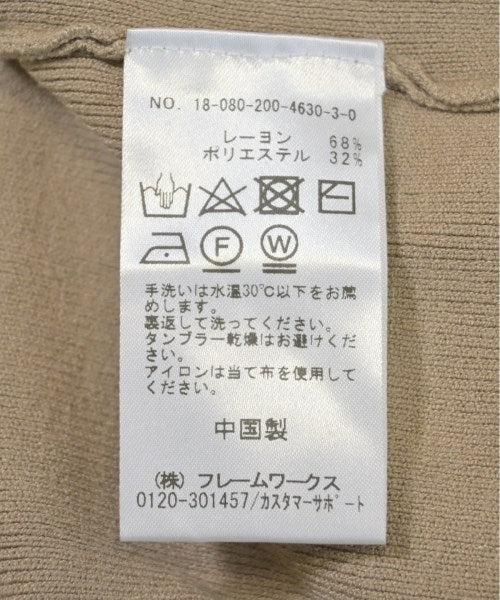 NO. 18-080-200-4630-3-0
レーヨン 68%
ポリエステル 32%
F W
手洗いは水温30℃以下をお薦
めします。
裏返して洗ってください。
タンブラー乾燥はお避けくだ
さい。
アイロンは当て布を使用して
ください。
中国製
(株) フレームワークス
0120-301457/カスタマーサポート